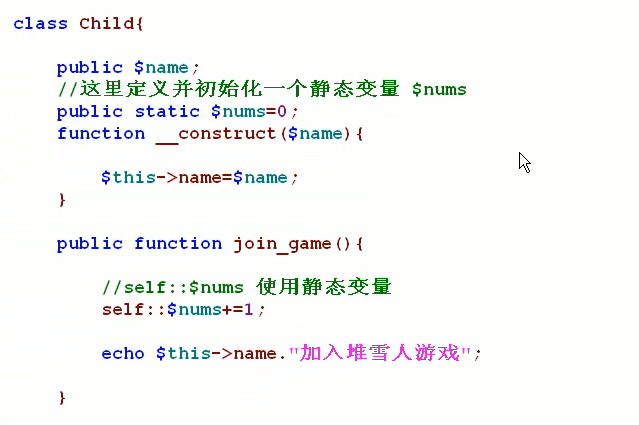 class Child{
public $name;
//这里定义并初始化一个静态变量 $nums
public static $nums=0;
function __construct($name){
$this->name=$name;
}
public function join_game(){
//self::$nums 使用静态变量
self::$nums+=1;
echo $this->name."加入堆雪人游戏";
}